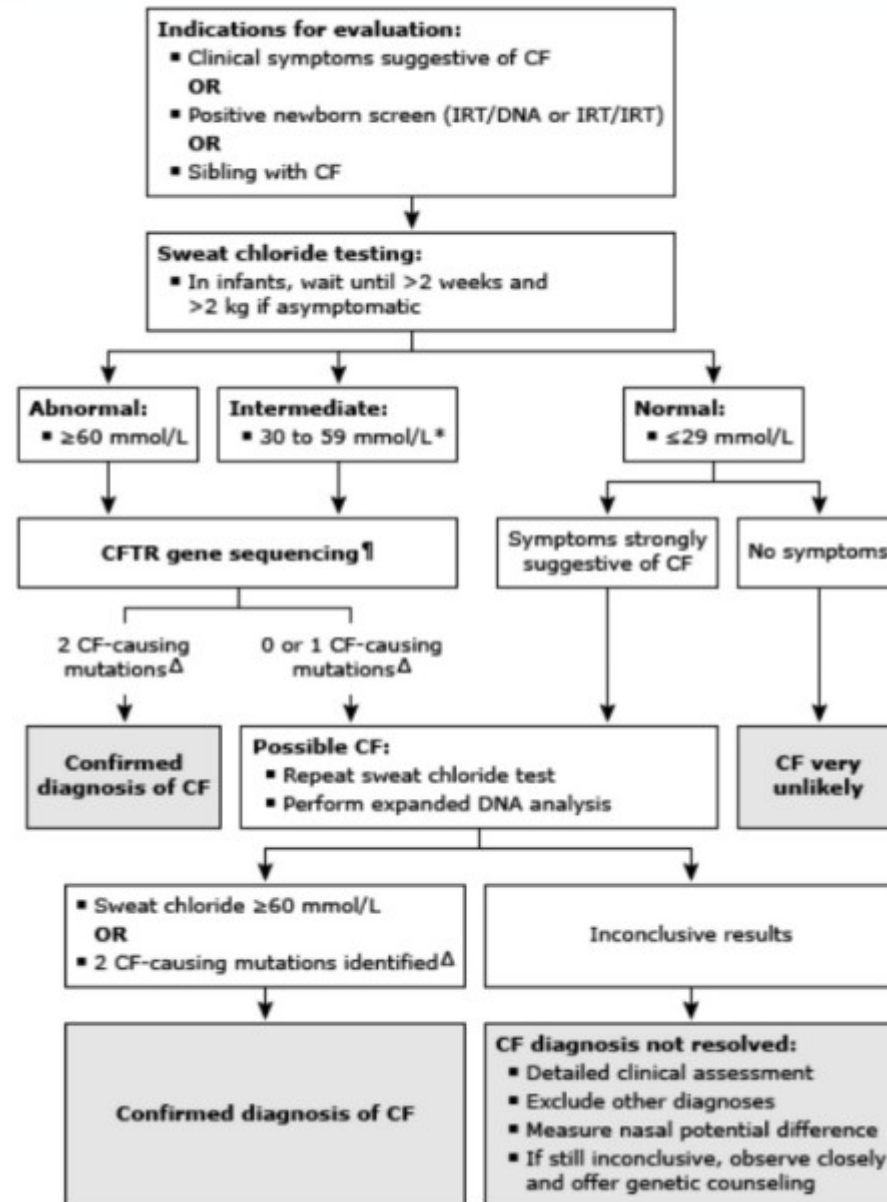 Indications for evaluation:
▪ Clinical symptoms suggestive of CF
OR
▪ Positive newborn screen (IRT/DNA or IRT/IRT)
OR
▪ Sibling with CF
Sweat chloride testing:
▪ In infants, wait until >2 weeks and
>2 kg if asymptomatic
Abnormal:
▪ ≥60 mmol/L
Intermediate:
▪ 30 to 59 mmol/L*
Normal:
▪ ≤29 mmol/L
CFTR gene sequencing¶
Symptoms strongly
suggestive of CF
No symptoms
2 CF-causing
mutationsΔ
0 or 1 CF-causing
mutationsΔ
Confirmed
diagnosis of CF
Possible CF:
▪ Repeat sweat chloride test
▪ Perform expanded DNA analysis
CF very
unlikely
▪ Sweat chloride ≥60 mmol/L
OR
▪ 2 CF-causing mutations identifiedΔ
Inconclusive results
Confirmed diagnosis of CF
CF diagnosis not resolved:
▪ Detailed clinical assessment
▪ Exclude other diagnoses
▪ Measure nasal potential difference
▪ If still inconclusive, observe closely
and offer genetic counseling